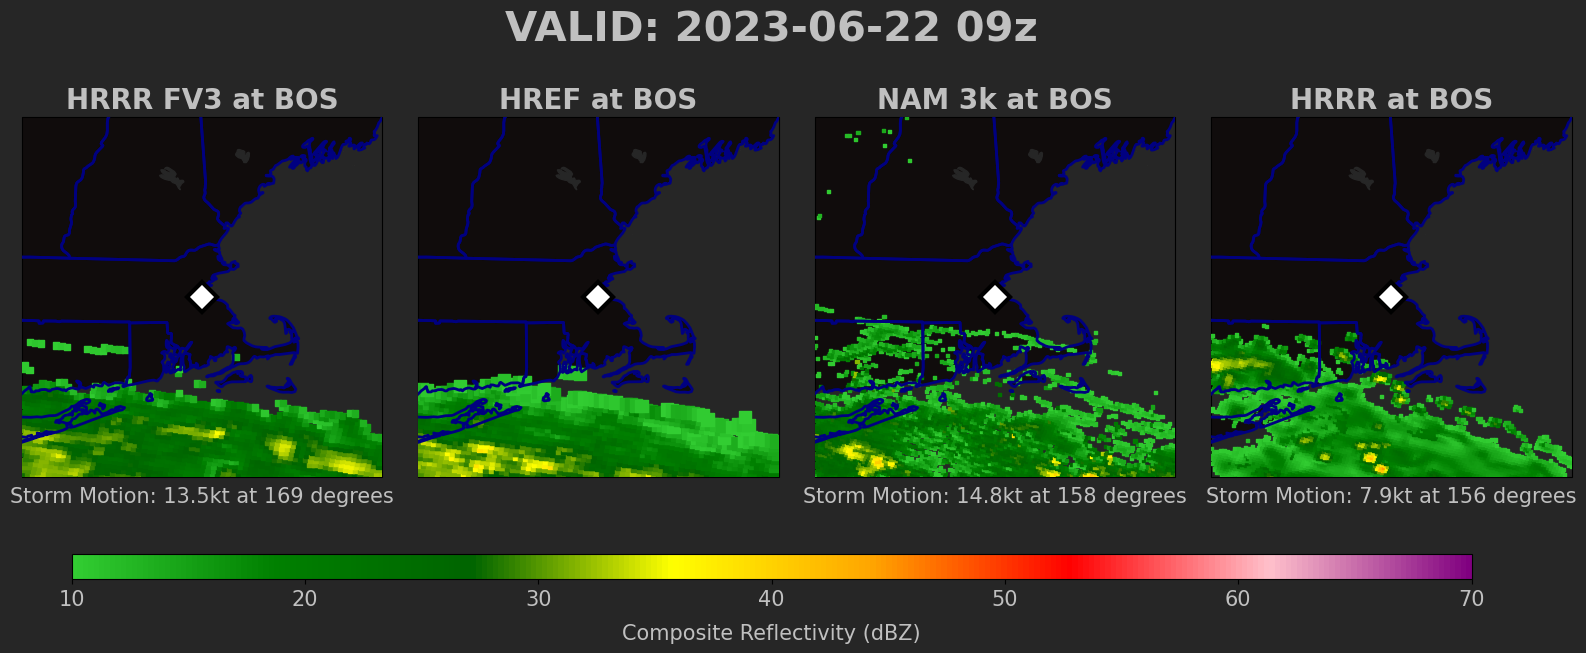 VALID: 2023-06-22 09z
HRRR FV3 at BOS
HREF at BOS
NAM 3k at BOS
HRRR at BOS
Storm Motion: 13.5kt at 169 degrees
Storm Motion: 14.8kt at 158 degrees
Storm Motion: 7.9kt at 156 degrees
10 20 30 40 50 60 70
Composite Reflectivity (dBZ)